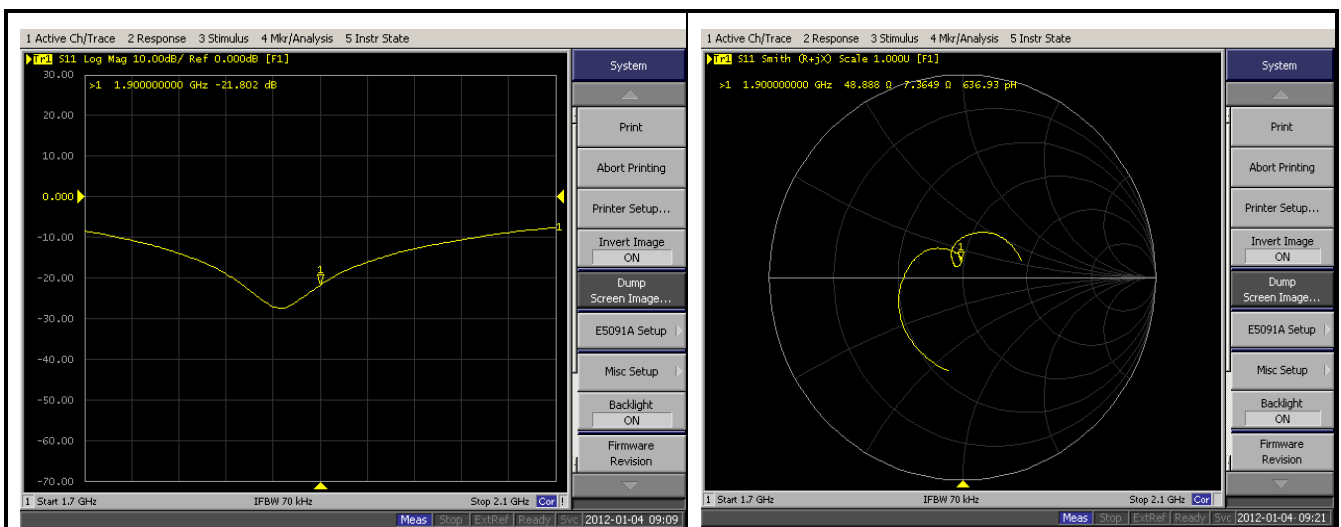 1 Active Ch/Trace 2 Response 3 Stimulus 4 Mkr/Analysis 5 Instr State
Tr1 S11 Log Mag 10.00dB/ Ref 0.000dB [F1]
>1 1.900000000 GHz -21.802 dB
30.00
20.00
10.00
0.000
-10.00
-20.00
-30.00
-40.00
-50.00
-60.00
-70.00
1
1
1 Start 1.7 GHz IFBW 70 kHz Stop 2.1 GHz Cor !
Meas Stop ExtRef Ready Svc 2012-01-04 09:09
System
Print
Abort Printing
Printer Setup...
Invert Image
ON
Dump
Screen Image...
E5091A Setup
Misc Setup
Backlight
ON
Firmware
Revision
1 Active Ch/Trace 2 Response 3 Stimulus 4 Mkr/Analysis 5 Instr State
Tr1 S11 Smith (R+jX) Scale 1.000U [F1]
>1 1.900000000 GHz 48.888 Ω 7.3649 Ω 636.93 pH
1
1 Start 1.7 GHz IFBW 70 kHz Stop 2.1 GHz Cor
Meas Stop ExtRef Ready Svc 2012-01-04 09:21
System
Print
Abort Printing
Printer Setup...
Invert Image
ON
Dump
Screen Image...
E5091A Setup
Misc Setup
Backlight
ON
Firmware
Revision